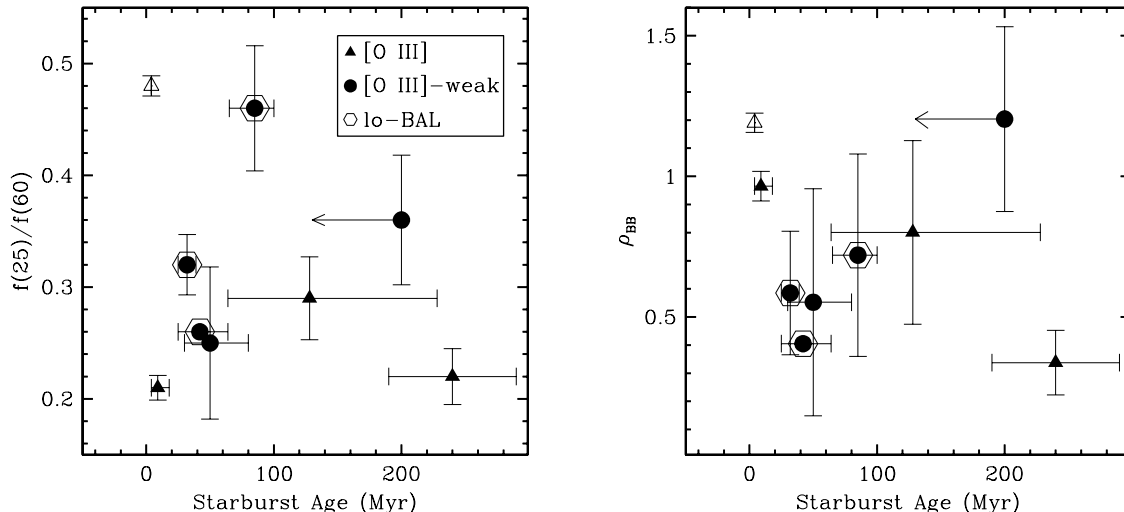 0.5
0.4
0.3
0.2
f(25)/f(60)
[O III]
[O III]-weak
lo-BAL
0 100 200
Starburst Age (Myr)
1.5
1
0.5
ρBB
0 100 200
Starburst Age (Myr)